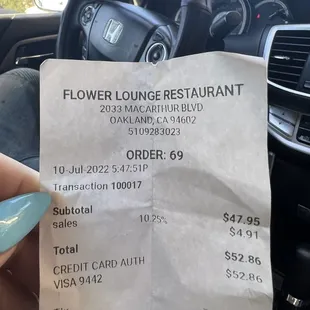 FLOWER LOUNGE RESTAURANT
2033 MACARTHUR BLVD
OAKLAND, CA 94602
5109283023
ORDER: 69
10-Jul-2022 5:47:51P
Transaction 100017
Subtotal $47.95
sales 10.25% $4.91
Total $52.86
CREDIT CARD AUTH $52.86
VISA 9442